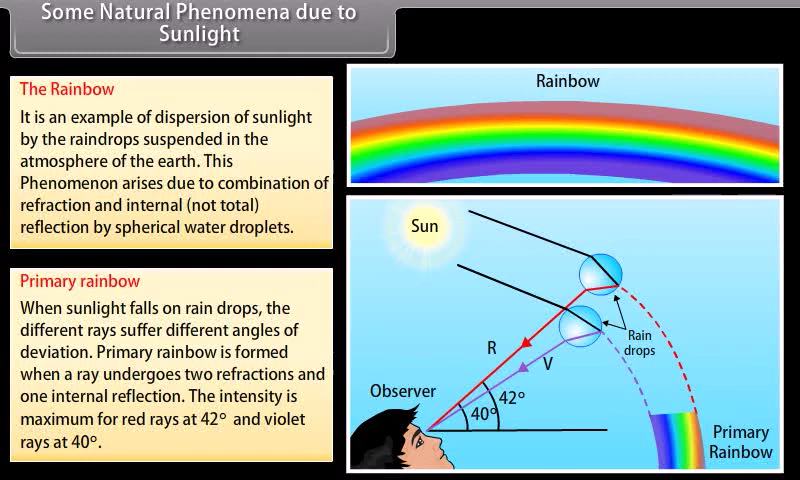 Some Natural Phenomena due to
Sunlight
The Rainbow
It is an example of dispersion of sunlight
by the raindrops suspended in the
atmosphere of the earth. This
Phenomenon arises due to combination of
refraction and internal (not total)
reflection by spherical water droplets.
Primary rainbow
When sunlight falls on rain drops, the
different rays suffer different angles of
deviation. Primary rainbow is formed
when a ray undergoes two refractions and
one internal reflection. The intensity is
maximum for red rays at 42° and violet
rays at 40°.
Rainbow
Sun
Rain
drops
R
V
Observer
42°
40°
Primary
Rainbow